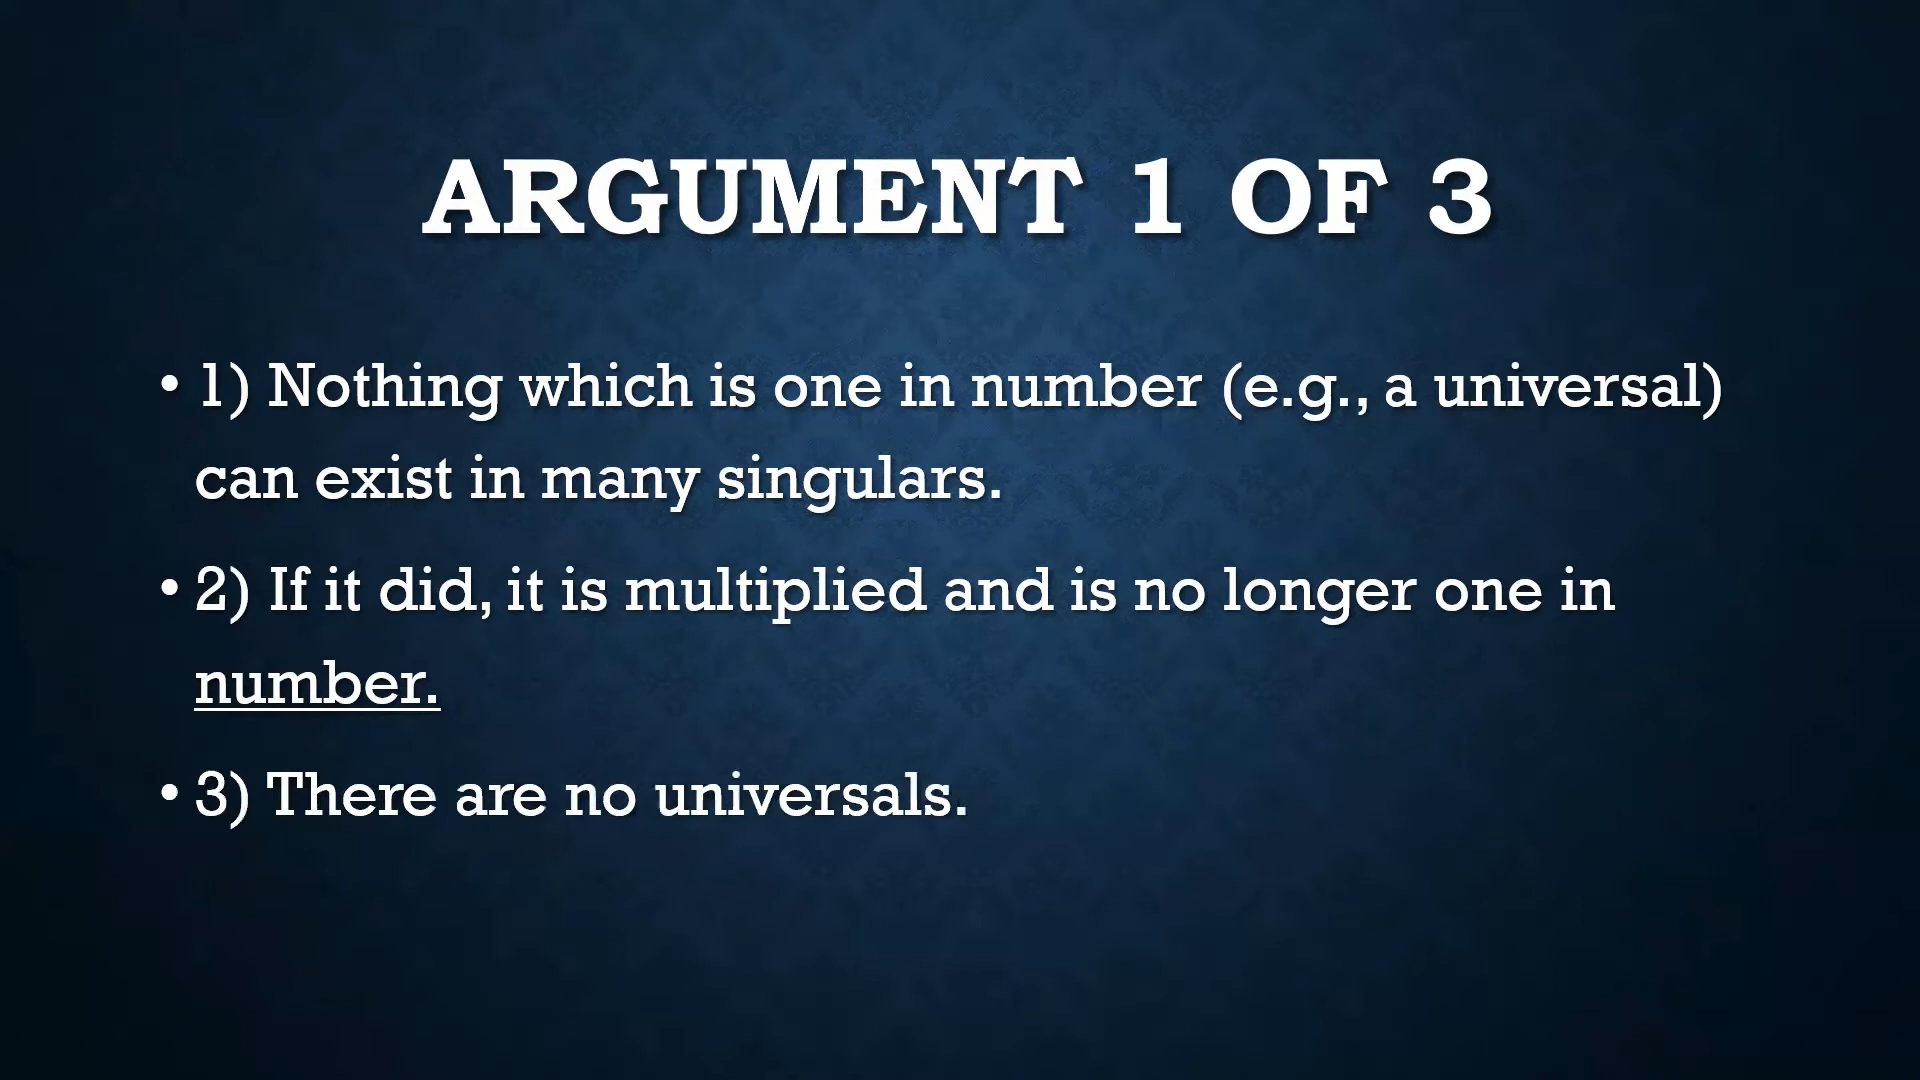 ARGUMENT 1 OF 3
• 1) Nothing which is one in number (e.g., a universal)
can exist in many singulars.
• 2) If it did, it is multiplied and is no longer one in
number.
• 3) There are no universals.